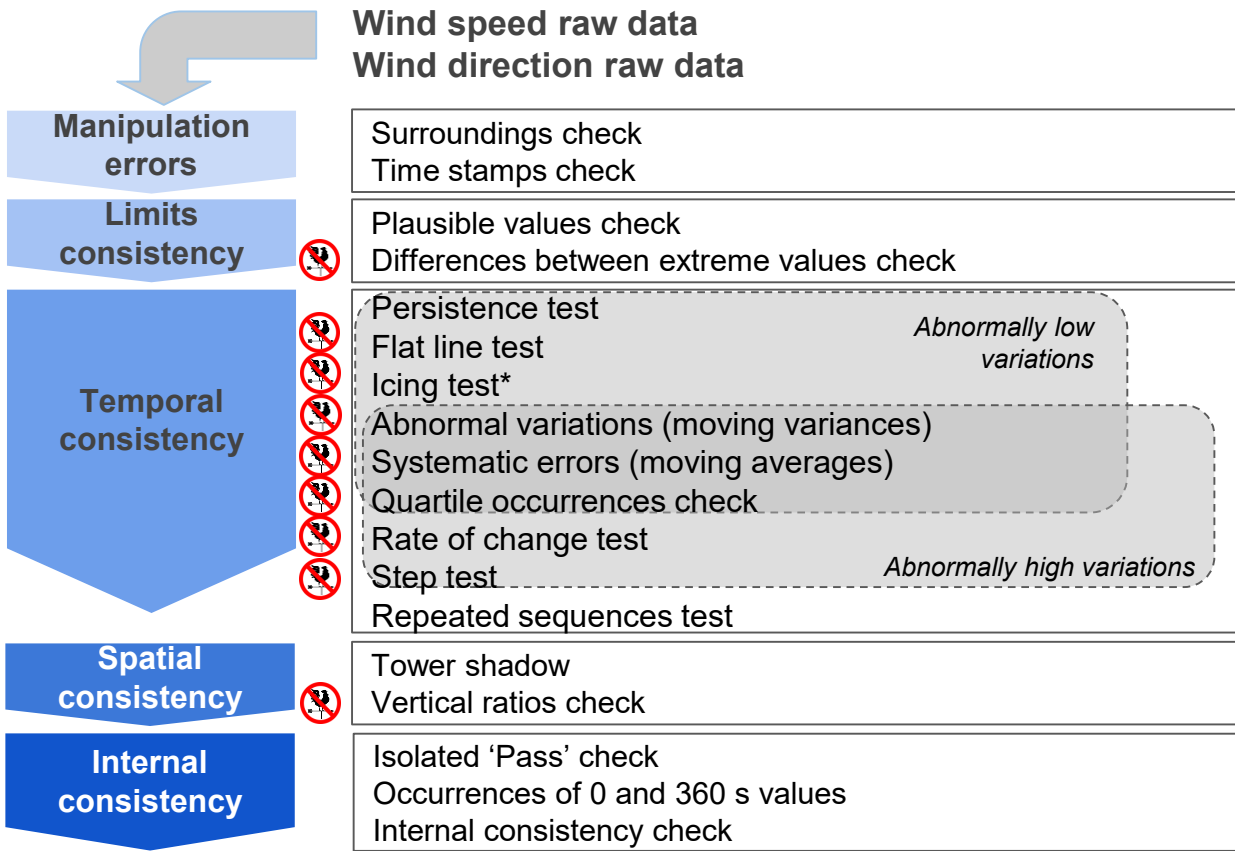 Wind speed raw data
Wind direction raw data
Manipulation
errors
Surroundings check
Time stamps check
Limits
consistency
Plausible values check
Differences between extreme values check
Temporal
consistency
Persistence test
Flat line test
Icing test*
Abnormal variations (moving variances)
Systematic errors (moving averages)
Quartile occurrences check
Rate of change test
Step test
Repeated sequences test
Abnormally low
variations
Abnormally high variations
Spatial
consistency
Tower shadow
Vertical ratios check
Internal
consistency
Isolated ‘Pass’ check
Occurrences of 0 and 360 s values
Internal consistency check